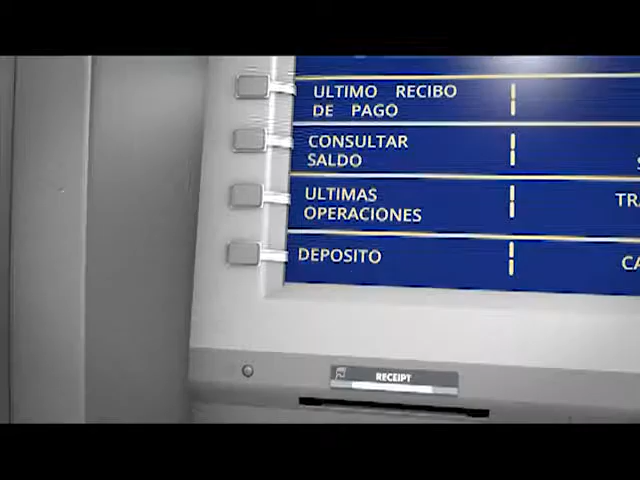 ULTIMO RECIBO
DE PAGO
CONSULTAR
SALDO
ULTIMAS
OPERACIONES
DEPOSITO
RECEIPT